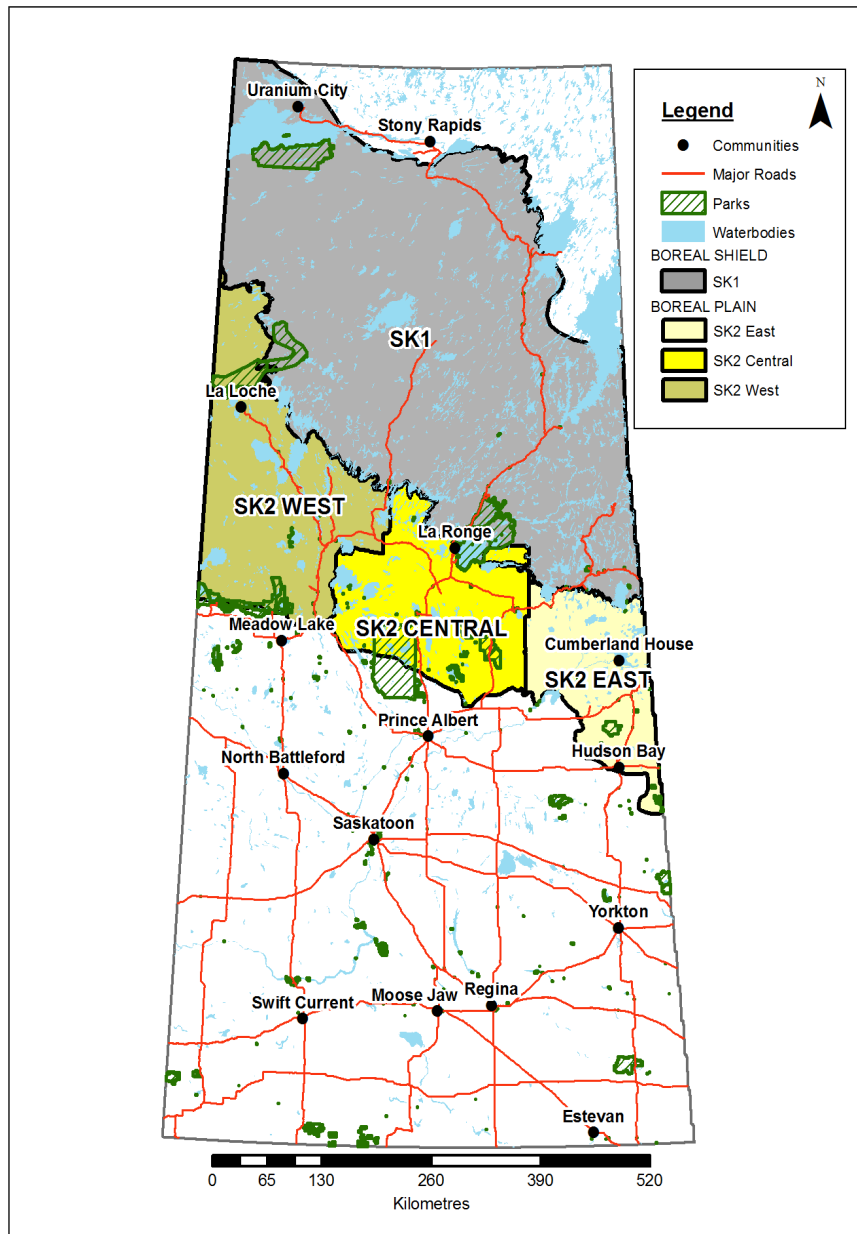 Uranium City
Stony Rapids
SK1
La Loche
SK2 WEST
La Ronge
Meadow Lake
SK2 CENTRAL
Cumberland House
SK2 EAST
Prince Albert
North Battleford
Hudson Bay
Saskatoon
Yorkton
Swift Current
Moose Jaw
Regina
Estevan
N
Legend
Communities
Major Roads
Parks
Waterbodies
BOREAL SHIELD
SK1
BOREAL PLAIN
SK2 East
SK2 Central
SK2 West
0 65 130 260 390 520
Kilometres